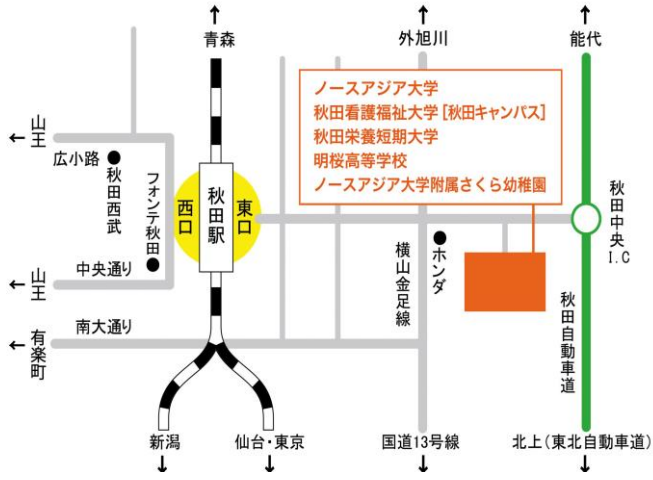 青森
外旭川
能代
ノースアジア大学
秋田看護福祉大学[秋田キャンパス]
秋田栄養短期大学
明桜高等学校
ノースアジア大学附属さくら幼稚園
山王
広小路
秋田西武
フォンテ秋田
西口
秋田駅
東口
秋田中央I.C
ホンダ
横山金足線
中央通り
山王
秋田自動車道
南大通り
有楽町
新潟
仙台・東京
国道13号線
北上(東北自動車道)